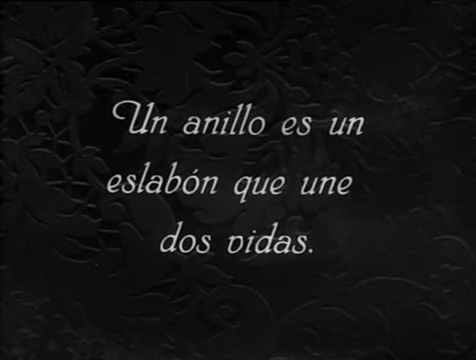 Un anillo es un
eslabón que une
dos vidas.